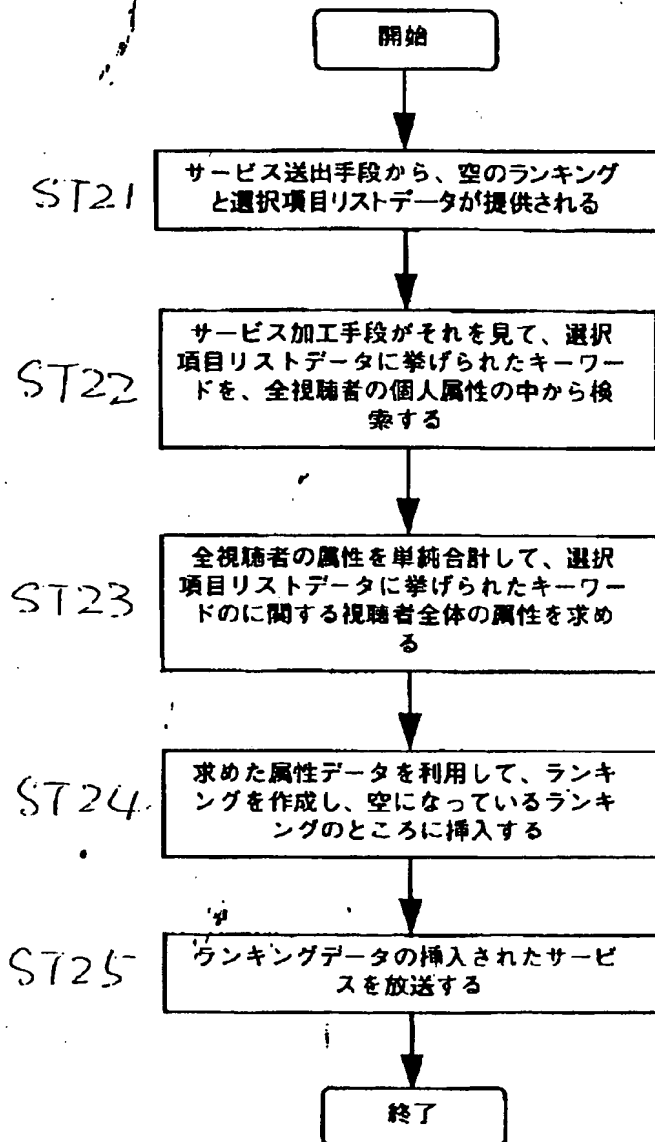 開始
ST21
サービス送出手段から、空のランキング
と選択項目リストデータが提供される
ST22
サービス加工手段がそれを見て、選択
項目リストデータに挙げられたキーワー
ドを、全視聴者の個人属性の中から検
索する
ST23
全視聴者の属性を単純合計して、選択
項目リストデータに挙げられたキーワー
ドのに関する視聴者全体の属性を求め
る
ST24
求めた属性データを利用して、ランキ
ングを作成し、空になっているランキ
ングのところに挿入する
ST25
ランキングデータの挿入されたサービ
スを放送する
終了